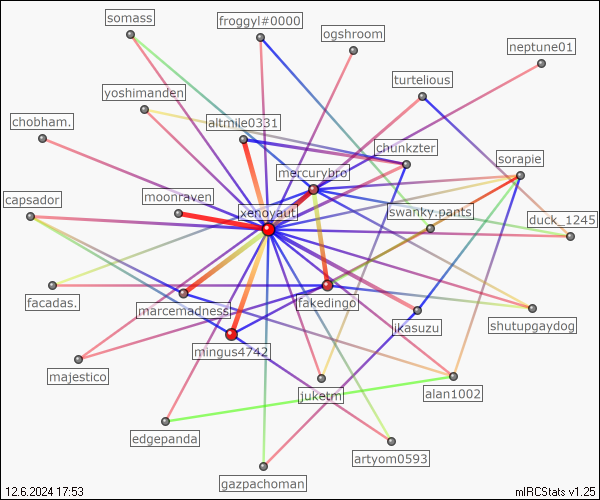 somass
froggyl#0000
ogshroom
neptune01
turtelious
yoshimanden
chobham.
altmile0331
chunkzter
sorapie
mercurybro
moonraven
capsador
xenoyaut
swanky.pants
duck_1245
facadas.
marcemadness
fakedingo
jkasuzu
shutupgaydog
mingus4742
majestico
juketm
alan1002
edgepanda
artyom0593
gazpachoman
12.6.2024 17:53
mIRCStats v1.25